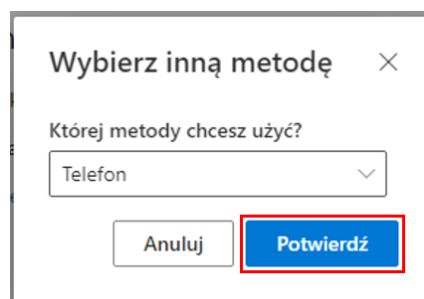 Wybierz inną metodę
Której metody chcesz użyć?
Telefon
Anuluj
Potwierdź